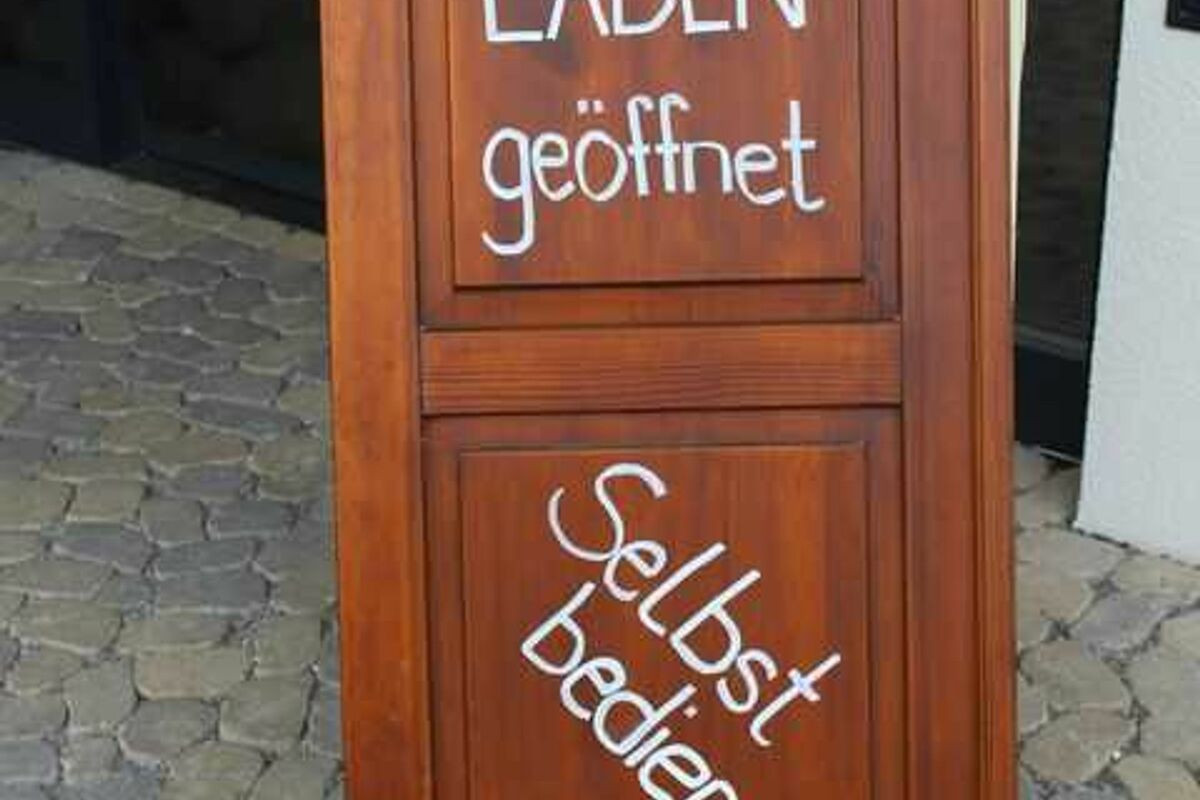 LADEN
geöffnet
Selbst
bedien